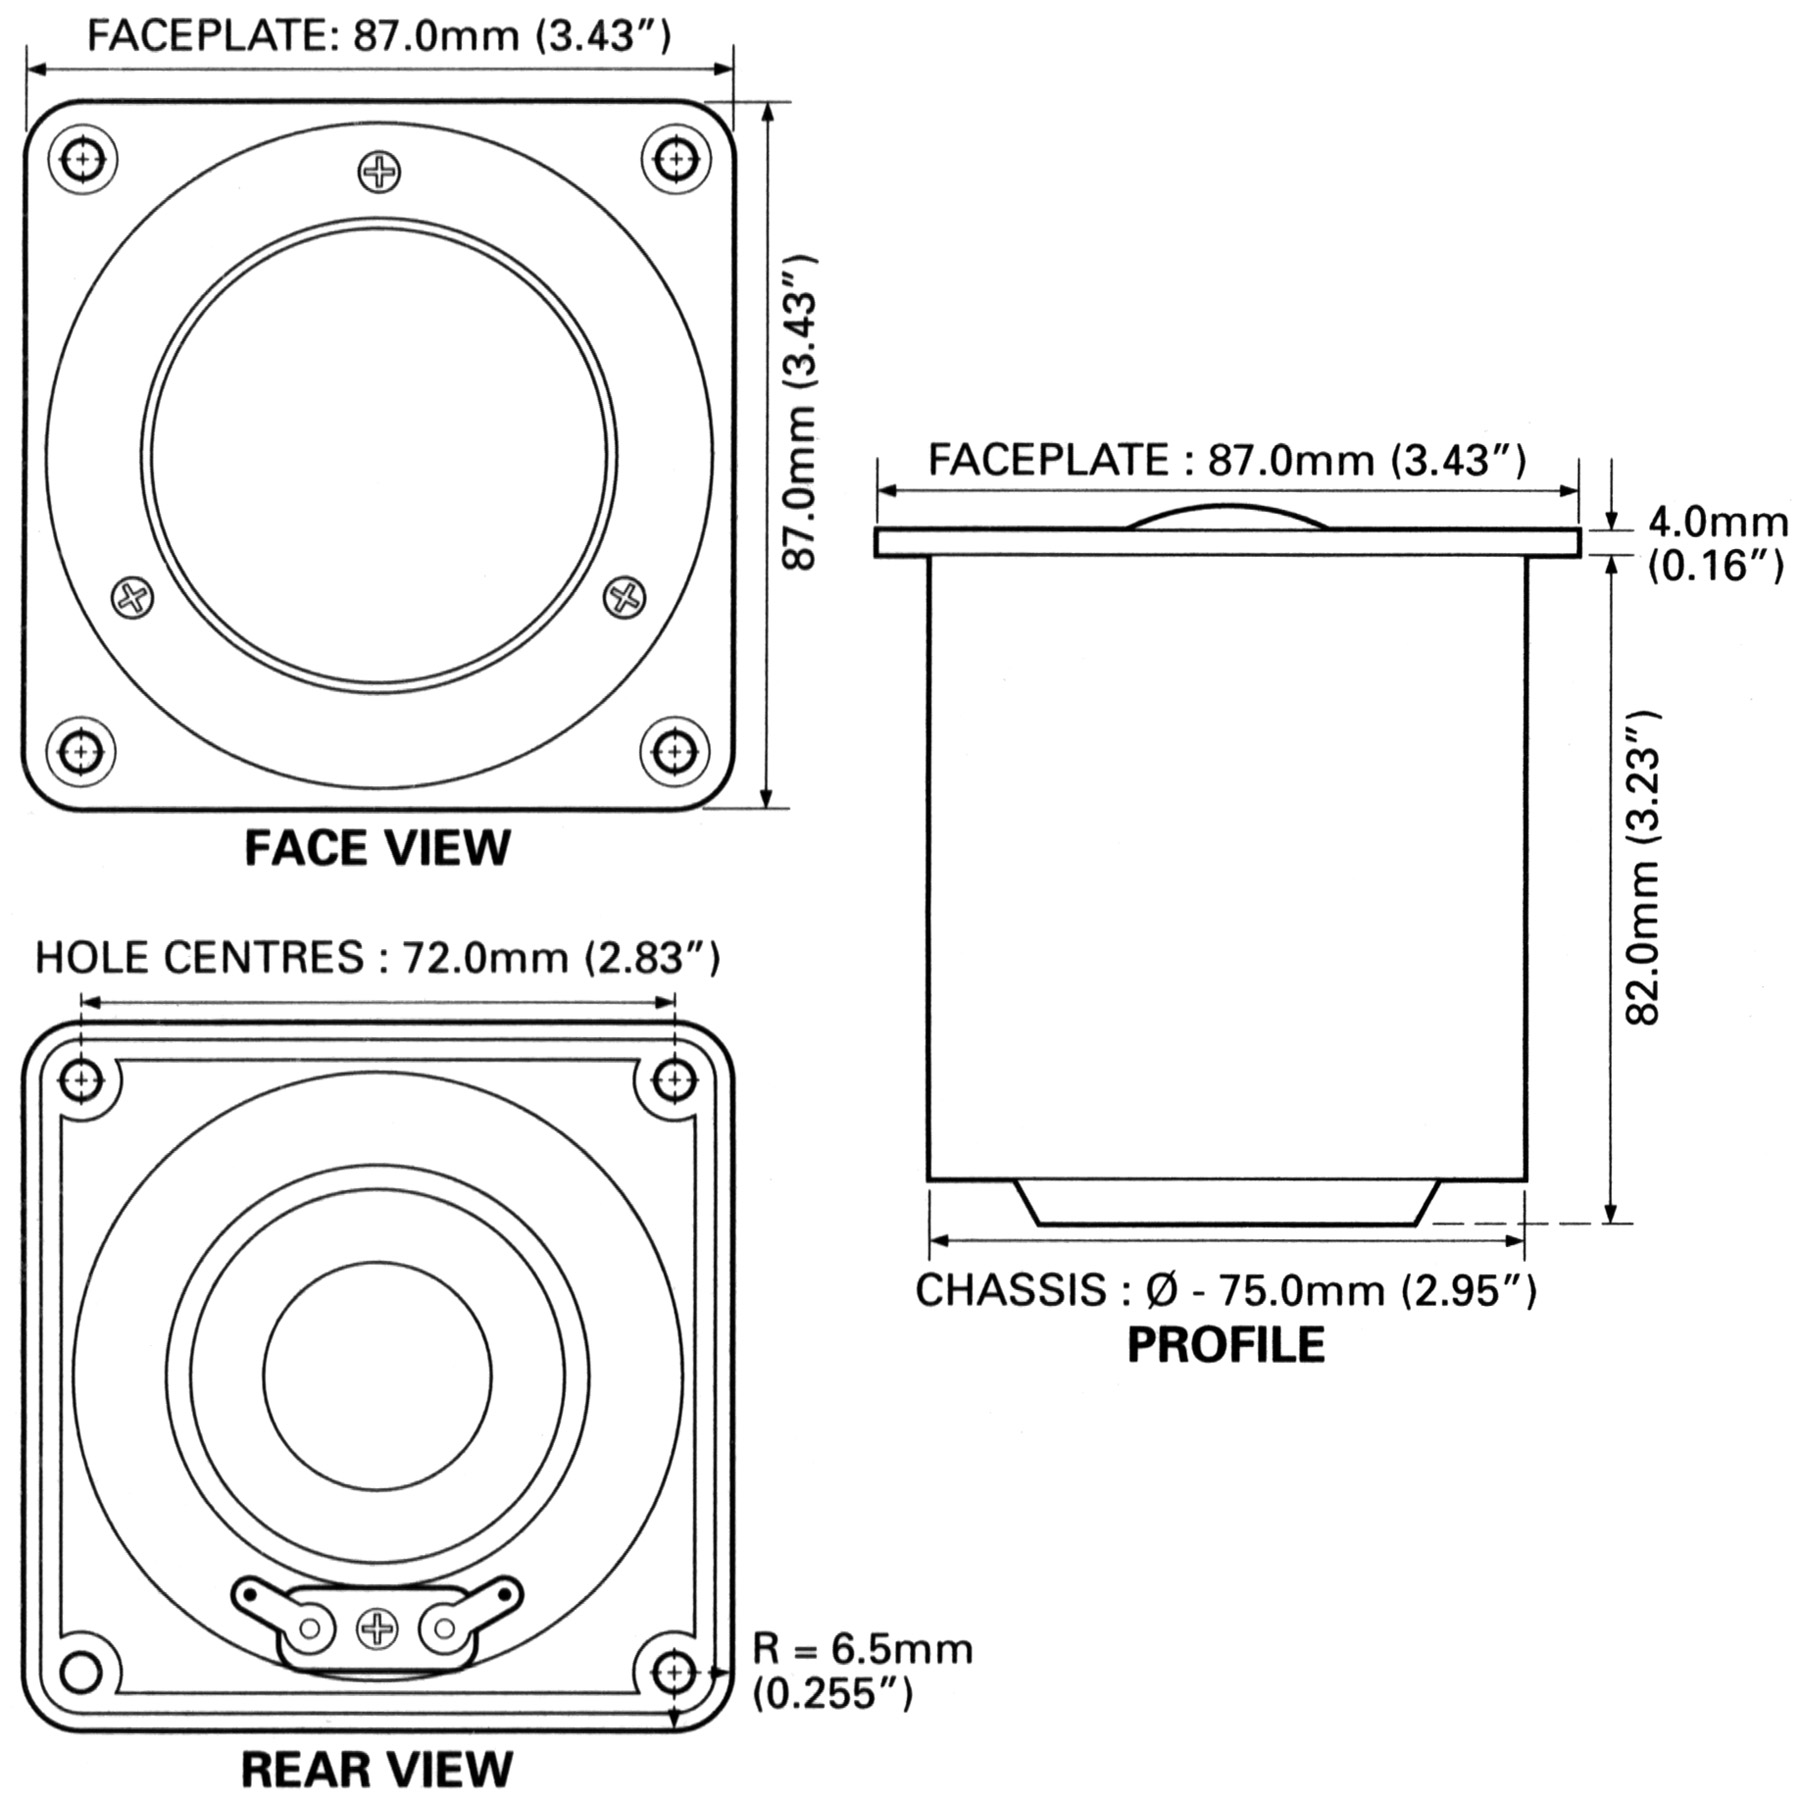 FACEPLATE: 87.0mm (3.43″)
87.0mm (3.43″)
FACE VIEW
FACEPLATE : 87.0mm (3.43″)
4.0mm
(0.16″)
82.0mm (3.23″)
CHASSIS : Ø - 75.0mm (2.95″)
PROFILE
HOLE CENTRES : 72.0mm (2.83″)
R = 6.5mm
(0.255″)
REAR VIEW